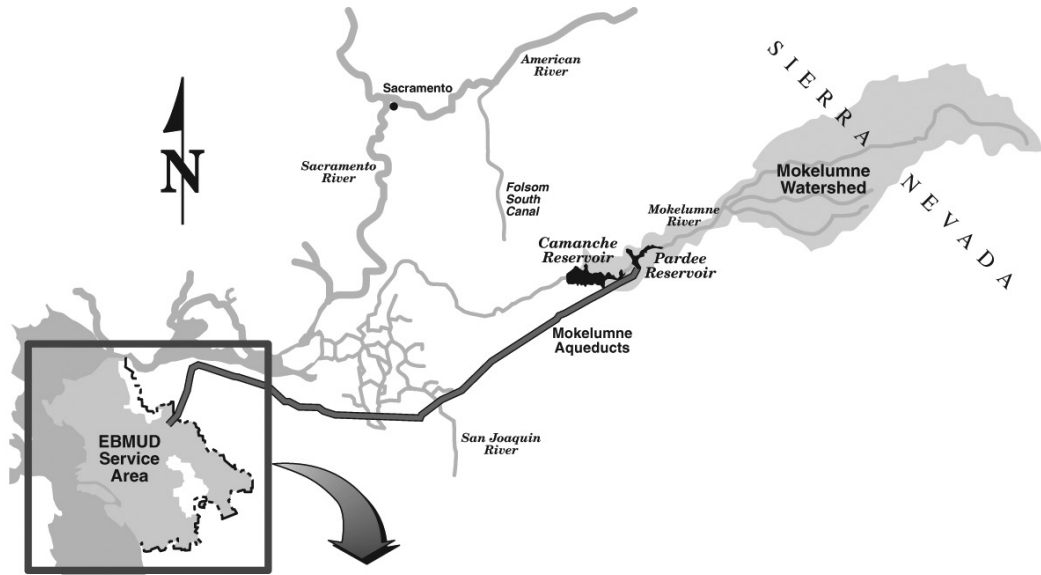 American
River
SIERRA
NEVADA
Sacramento
N
Sacramento
River
Folsom
South
Canal
Mokelumne
Watershed
Mokelumne
River
Camanche
Reservoir
Pardee
Reservoir
Mokelumne
Aqueducts
EBMUD
Service
Area
San Joaquin
River